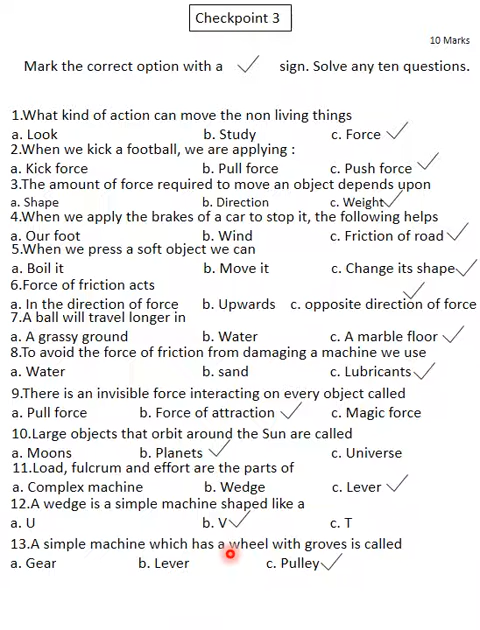 Checkpoint 3
10 Marks
Mark the correct option with a ✓ sign. Solve any ten questions.
1.What kind of action can move the non living things
a. Look b. Study c. Force ✓
2.When we kick a football, we are applying :
a. Kick force b. Pull force c. Push force ✓
3.The amount of force required to move an object depends upon
a. Shape b. Direction c. Weight ✓
4.When we apply the brakes of a car to stop it, the following helps
a. Our foot b. Wind c. Friction of road ✓
5.When we press a soft object we can
a. Boil it b. Move it c. Change its shape ✓
6.Force of friction acts
a. In the direction of force b. Upwards c. opposite direction of force ✓
7.A ball will travel longer in
a. A grassy ground b. Water c. A marble floor ✓
8.To avoid the force of friction from damaging a machine we use
a. Water b. sand c. Lubricants ✓
9.There is an invisible force interacting on every object called
a. Pull force b. Force of attraction ✓ c. Magic force
10.Large objects that orbit around the Sun are called
a. Moons b. Planets ✓ c. Universe
11.Load, fulcrum and effort are the parts of
a. Complex machine b. Wedge c. Lever ✓
12.A wedge is a simple machine shaped like a
a. U b. V ✓ c. T
13.A simple machine which has a wheel with groves is called
a. Gear b. Lever c. Pulley ✓